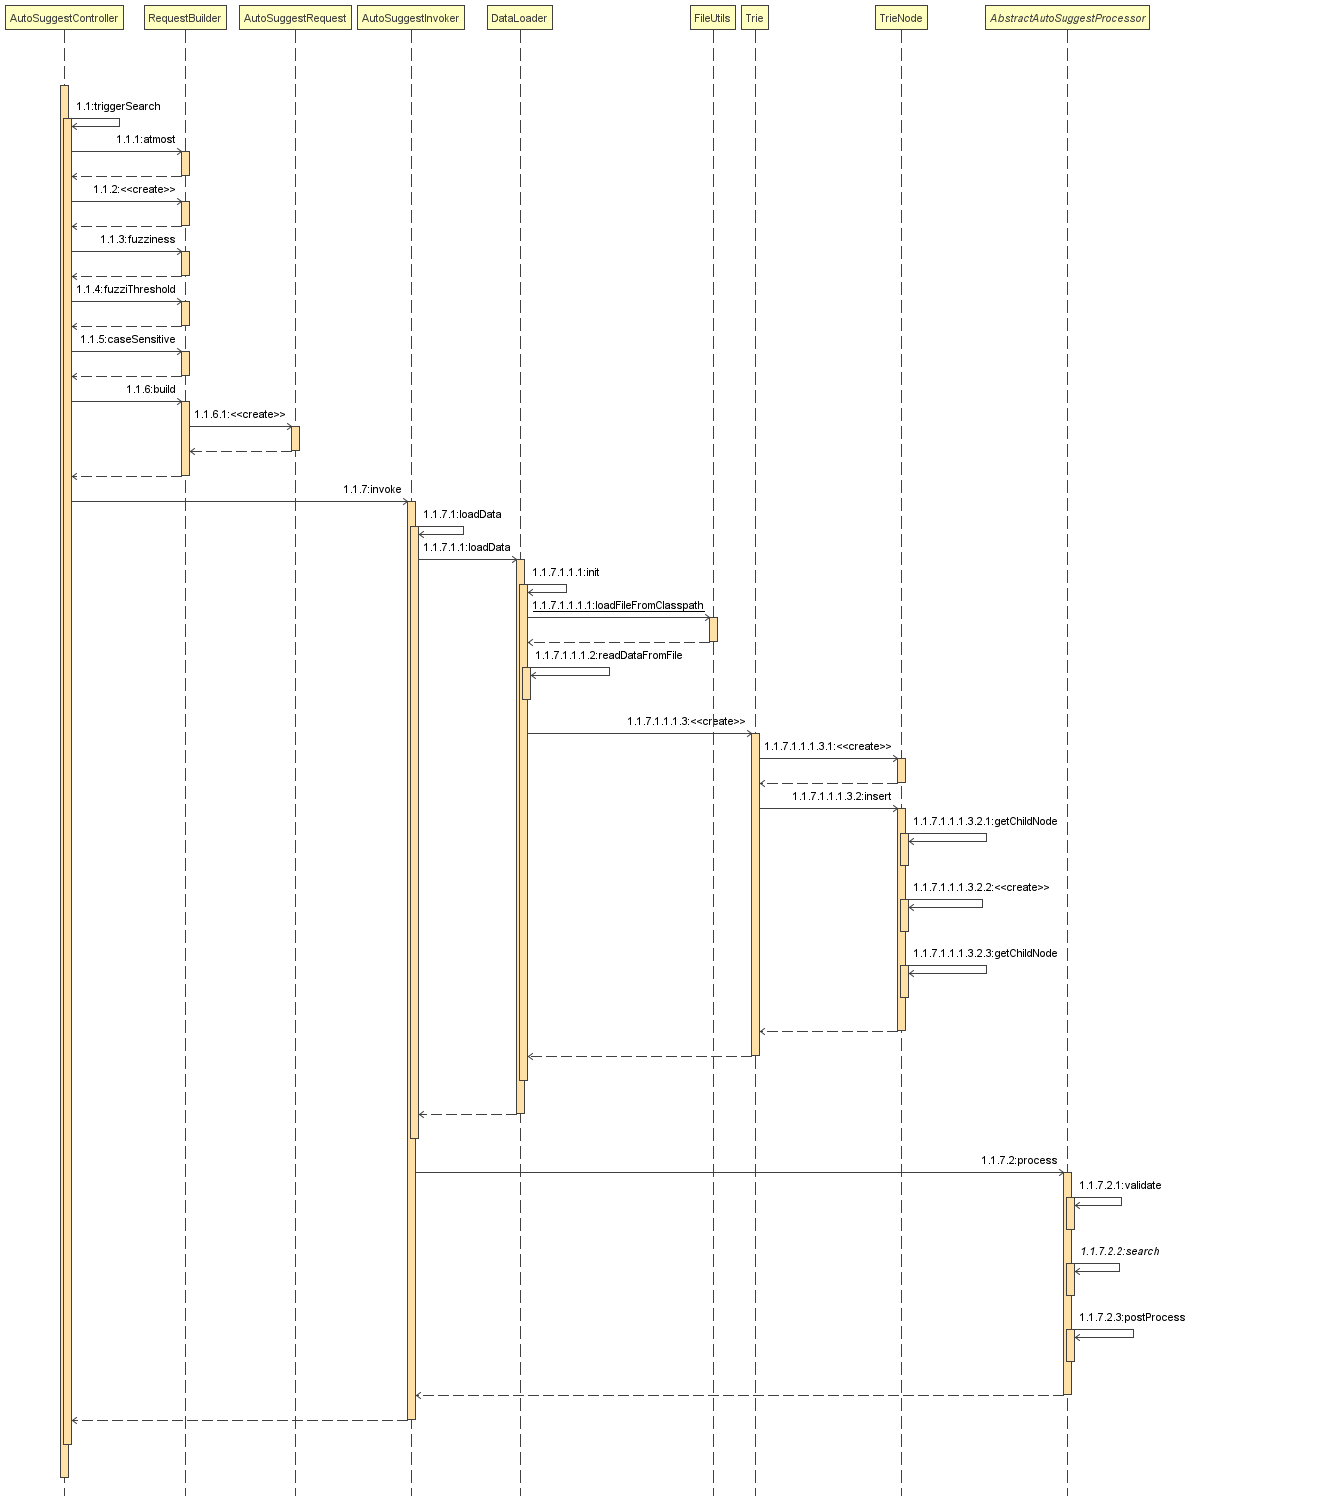 AutoSuggestController
RequestBuilder
AutoSuggestRequest
AutoSuggestInvoker
DataLoader
FileUtils
Trie
TrieNode
AbstractAutoSuggestProcessor
1.1:triggerSearch
1.1.1:atmost
1.1.2:<<create>>
1.1.3:fuzziness
1.1.4:fuzziThreshold
1.1.5:caseSensitive
1.1.6:build
1.1.6.1:<<create>>
1.1.7:invoke
1.1.7.1:loadData
1.1.7.1.1:loadData
1.1.7.1.1.1:init
1.1.7.1.1.1.1:loadFileFromClasspath
1.1.7.1.1.1.2:readDataFromFile
1.1.7.1.1.1.3:<<create>>
1.1.7.1.1.1.3.1:<<create>>
1.1.7.1.1.1.3.2:insert
1.1.7.1.1.1.3.2.1:getChildNode
1.1.7.1.1.1.3.2.2:<<create>>
1.1.7.1.1.1.3.2.3:getChildNode
1.1.7.2:process
1.1.7.2.1:validate
1.1.7.2.2:search
1.1.7.2.3:postProcess